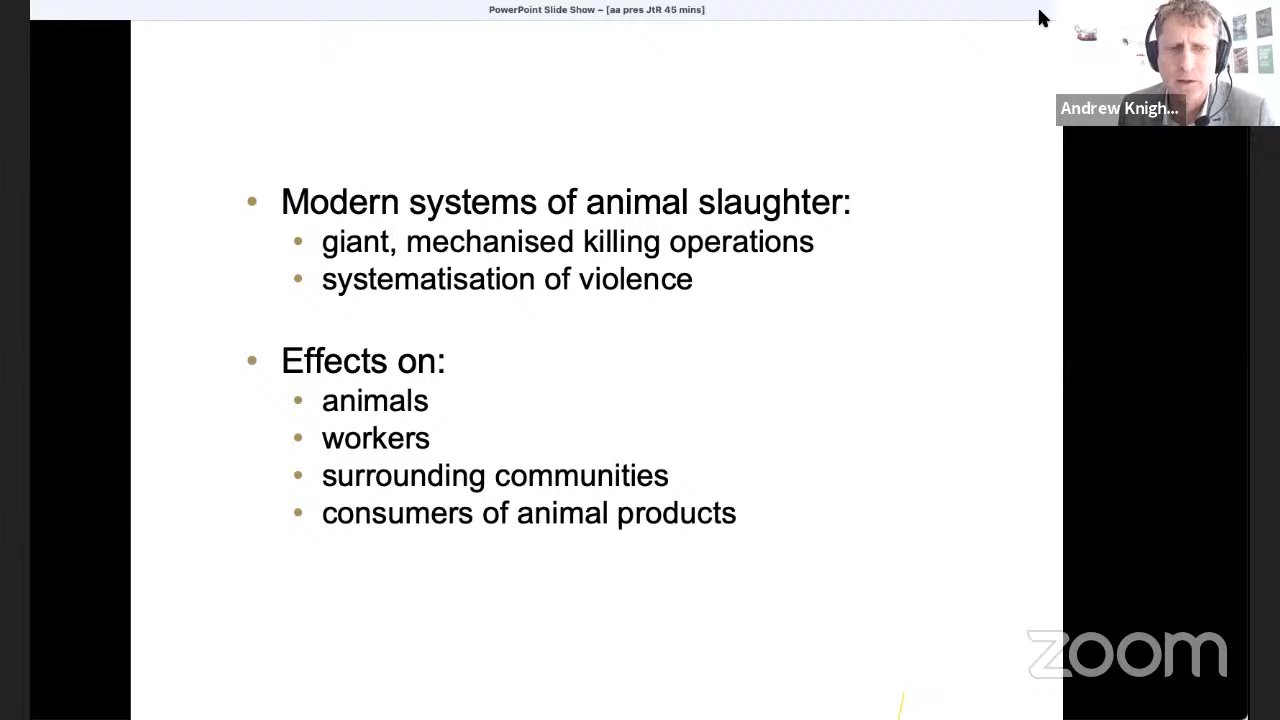 PowerPoint Slide Show – [aa pres JtR 45 mins]
Andrew Knigh...
• Modern systems of animal slaughter:
• giant, mechanised killing operations
• systematisation of violence
• Effects on:
• animals
• workers
• surrounding communities
• consumers of animal products
zoom